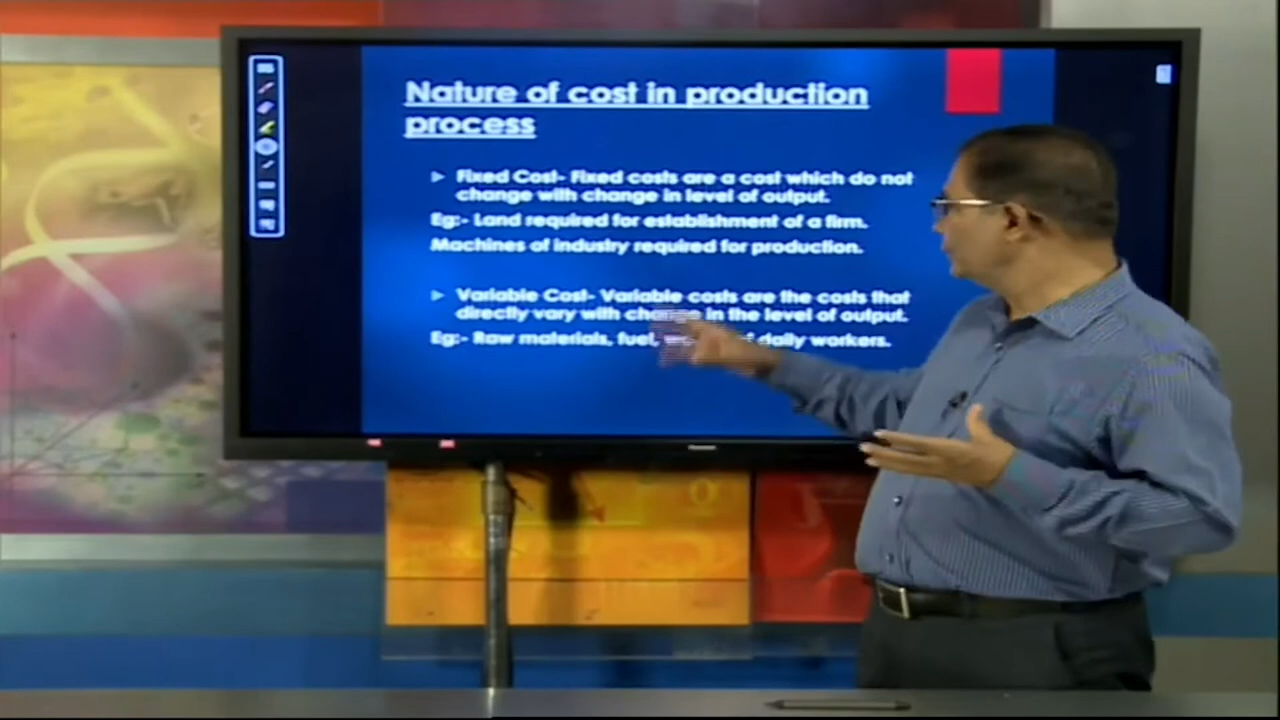 Nature of cost in production
process
Fixed Cost- Fixed costs are a cost which do not
change with change in level of output.
Eg:- Land required for establishment of a firm.
Machines of industry required for production.
Variable Cost- Variable costs are the costs that
directly vary with change in the level of output.
Eg:- Raw materials, fuel, of daily workers.